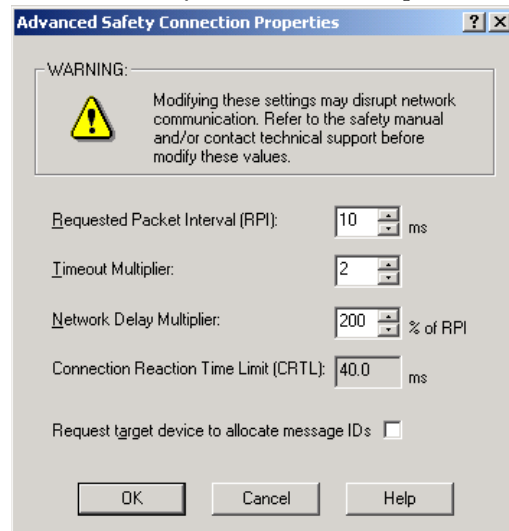 Advanced Safety Connection Properties
WARNING:
Modifying these settings may disrupt network
communication. Refer to the safety manual
and/or contact technical support before
modify these values.
Requested Packet Interval (RPI): 10 ms
Timeout Multiplier: 2
Network Delay Multiplier: 200 % of RPI
Connection Reaction Time Limit (CRTL): 40.0 ms
Request target device to allocate message IDs
OK Cancel Help